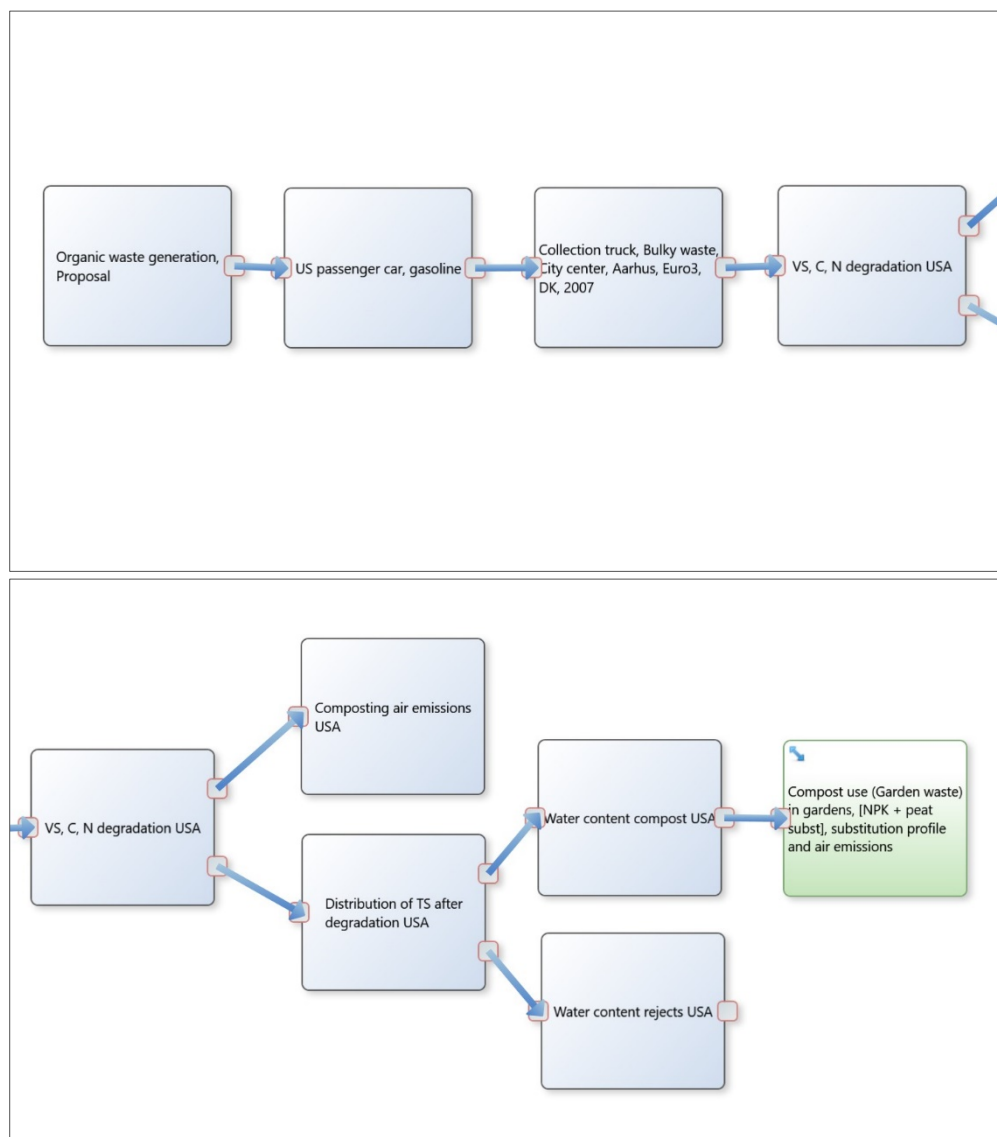 Organic waste generation,
Proposal
US passenger car, gasoline
Collection truck, Bulky waste,
City center, Aarhus, Euro3,
DK, 2007
VS, C, N degradation USA
Composting air emissions
USA
VS, C, N degradation USA
Distribution of TS after
degradation USA
Water content compost USA
Compost use (Garden waste)
in gardens, [NPK + peat
subst], substitution profile
and air emissions
Water content rejects USA